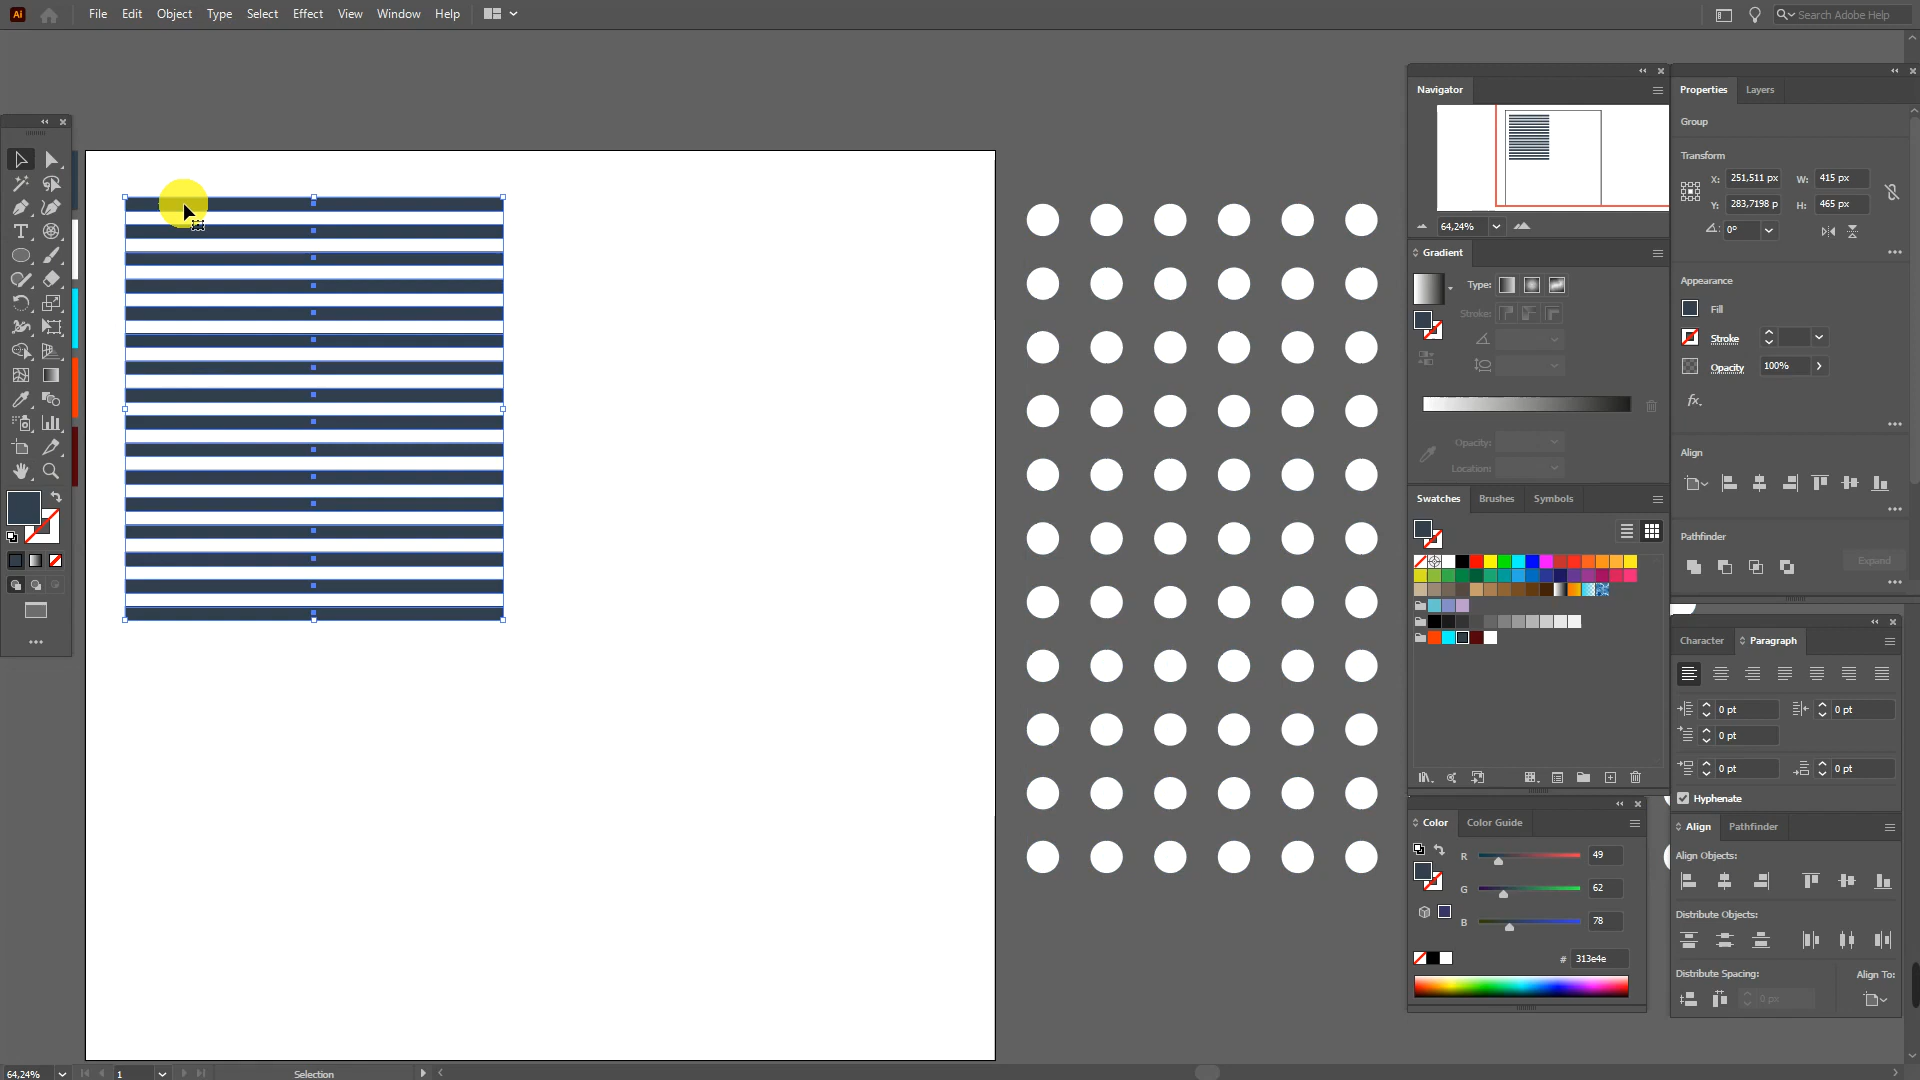 Ai File Edit Object Type Select Effect View Window Help Search Adobe Help
Navigator
64,24%
Properties Layers
Group
Transform
X: 251,511 px W: 415 px
Y: 283,7198 p H: 465 px
0°
Gradient
Type:
Stroke:
Opacity:
Location:
Appearance
Fill
Stroke
Opacity 100%
fx.
Align
Pathfinder
Expand
Swatches Brushes Symbols
Character Paragraph
0 pt 0 pt
0 pt
0 pt 0 pt
Hyphenate
Color Color Guide
R 49
G 62
B 78
# 313e4e
Align Pathfinder
Align Objects:
Distribute Objects:
Distribute Spacing: Align To:
0 px
64,24% 1 Selection